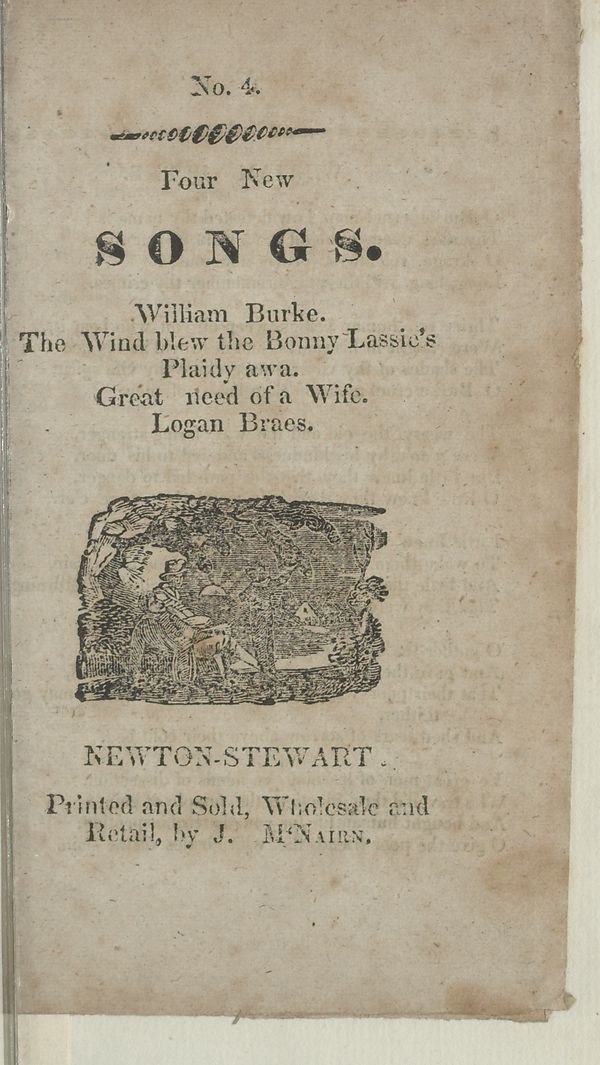 No. 4.
Four New
SONGS.
William Burke.
The Wind blew the Bonny Lassie's
Plaidy awa.
Great need of a Wife.
Logan Braes.
NEWTON-STEWART.
Printed and Sold, Wholesale and
Retail, by J. M‘NAIRN.